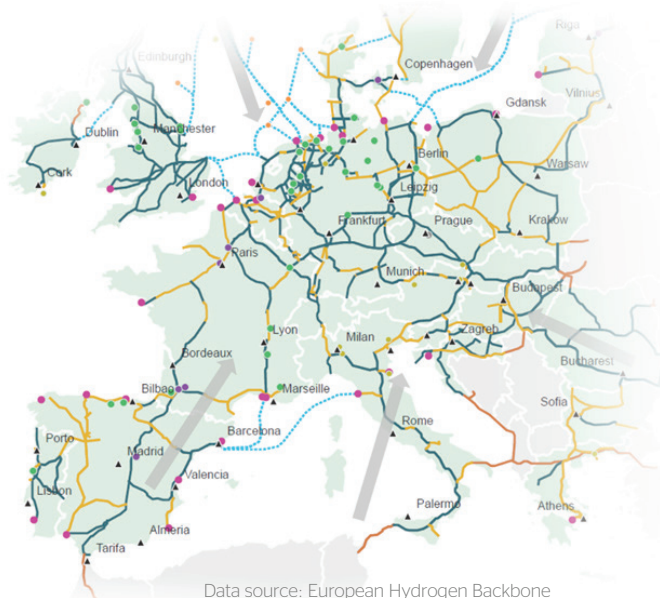 Riga
Edinburgh
Copenhagen
Vilnius
Gdansk
Dublin
Manchester
Berlin
Warsaw
Cork
London
Leipzig
Frankfurt
Prague
Krakow
Paris
Munich
Budapest
Lyon
Milan
Zagreb
Bordeaux
Bucharest
Bilbao
Marseille
Sofia
Porto
Barcelona
Rome
Madrid
Valencia
Lisbon
Palermo
Athens
Almeria
Tarifa
Data source: European Hydrogen Backbone